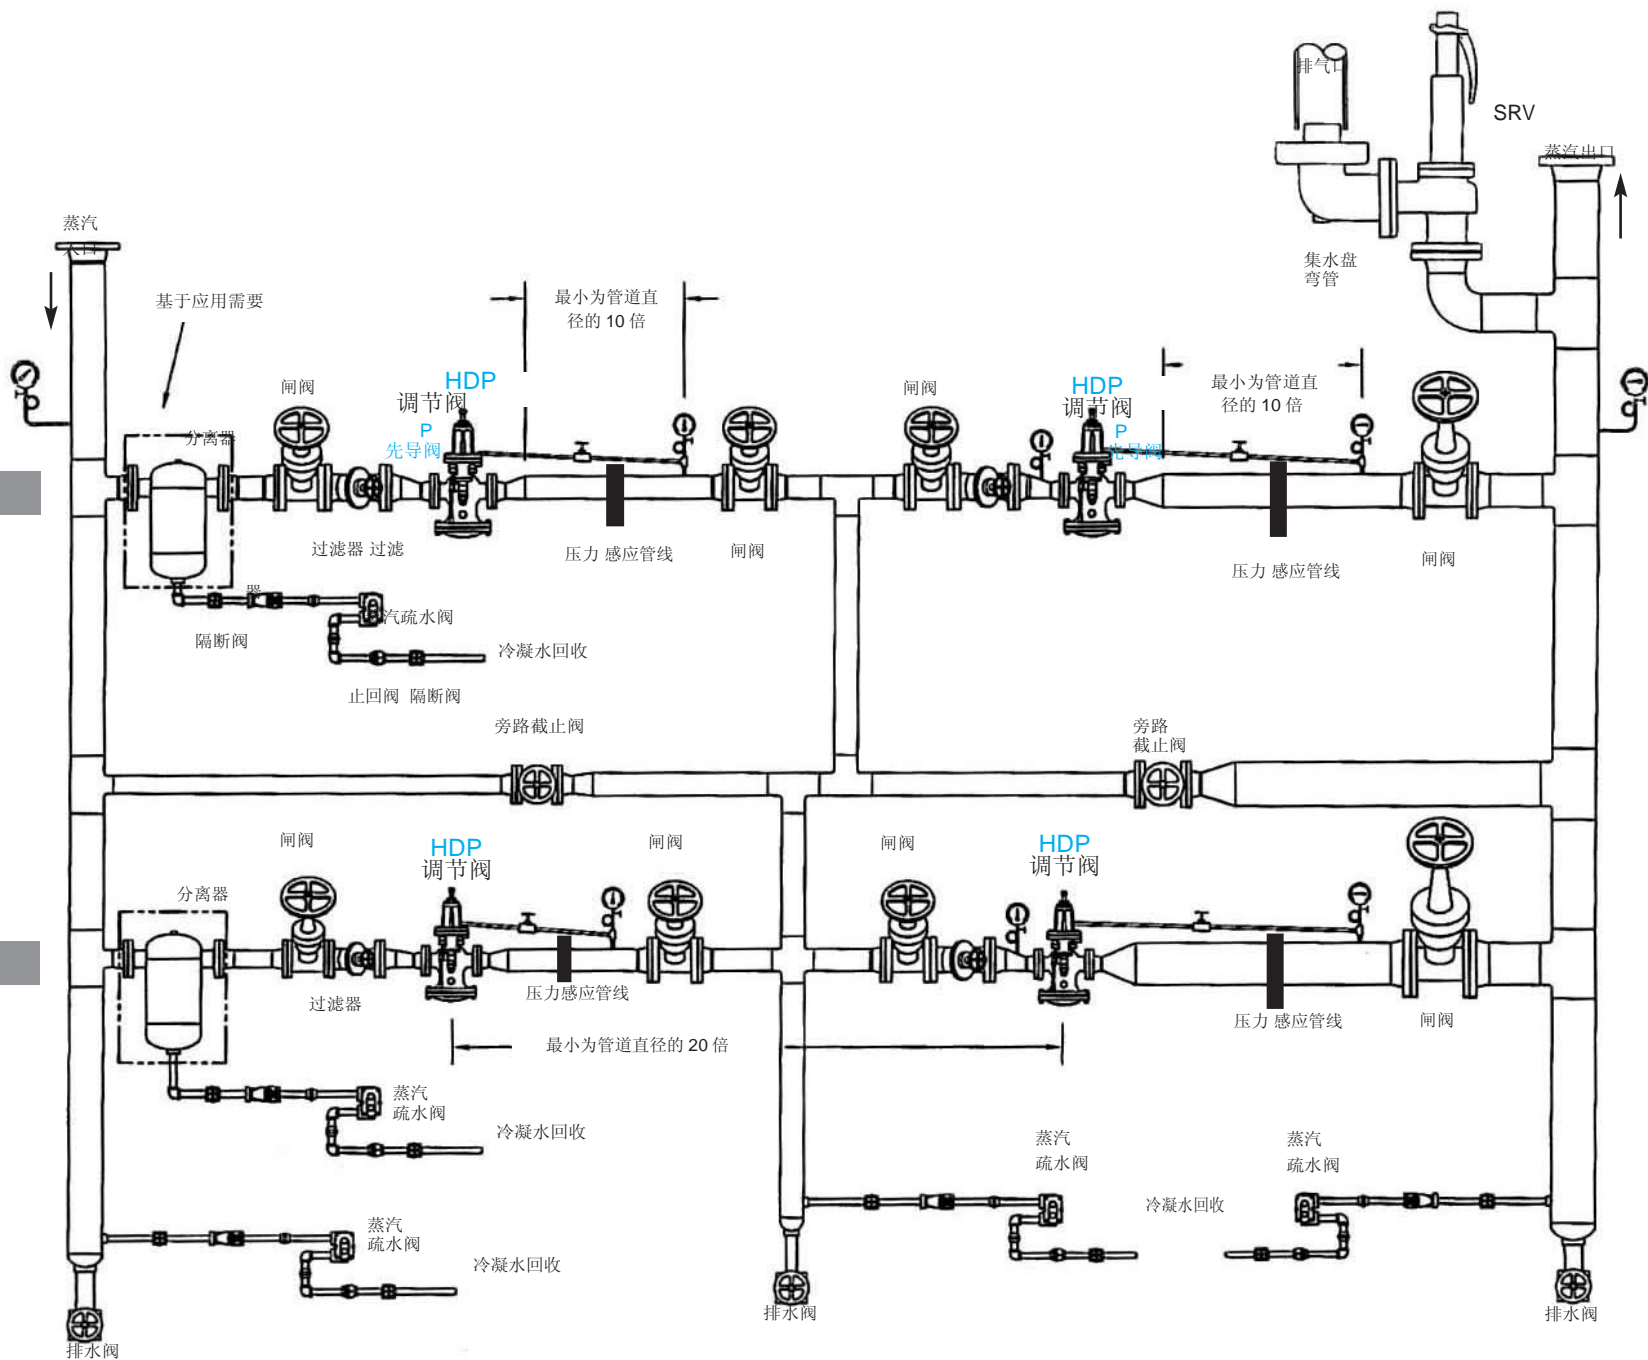 排气口
SRV
蒸汽出口
蒸汽
入口
集水盘
弯管
基于应用需要
最小为管道直
径的 10 倍
最小为管道直
径的 10 倍
闸阀
HDP
调节阀
P
先导阀
闸阀
HDP
调节阀
P
先导阀
分离器
过滤器 过滤
器
压力 感应管线
闸阀
压力 感应管线
闸阀
汽疏水阀
隔断阀
冷凝水回收
止回阀 隔断阀
旁路截止阀
旁路
截止阀
闸阀
HDP
调节阀
闸阀
闸阀
HDP
调节阀
分离器
过滤器
压力感应管线
压力 感应管线
闸阀
最小为管道直径的 20 倍
蒸汽
疏水阀
冷凝水回收
蒸汽
疏水阀
蒸汽
疏水阀
冷凝水回收
蒸汽
疏水阀
冷凝水回收
排水阀
排水阀
排水阀